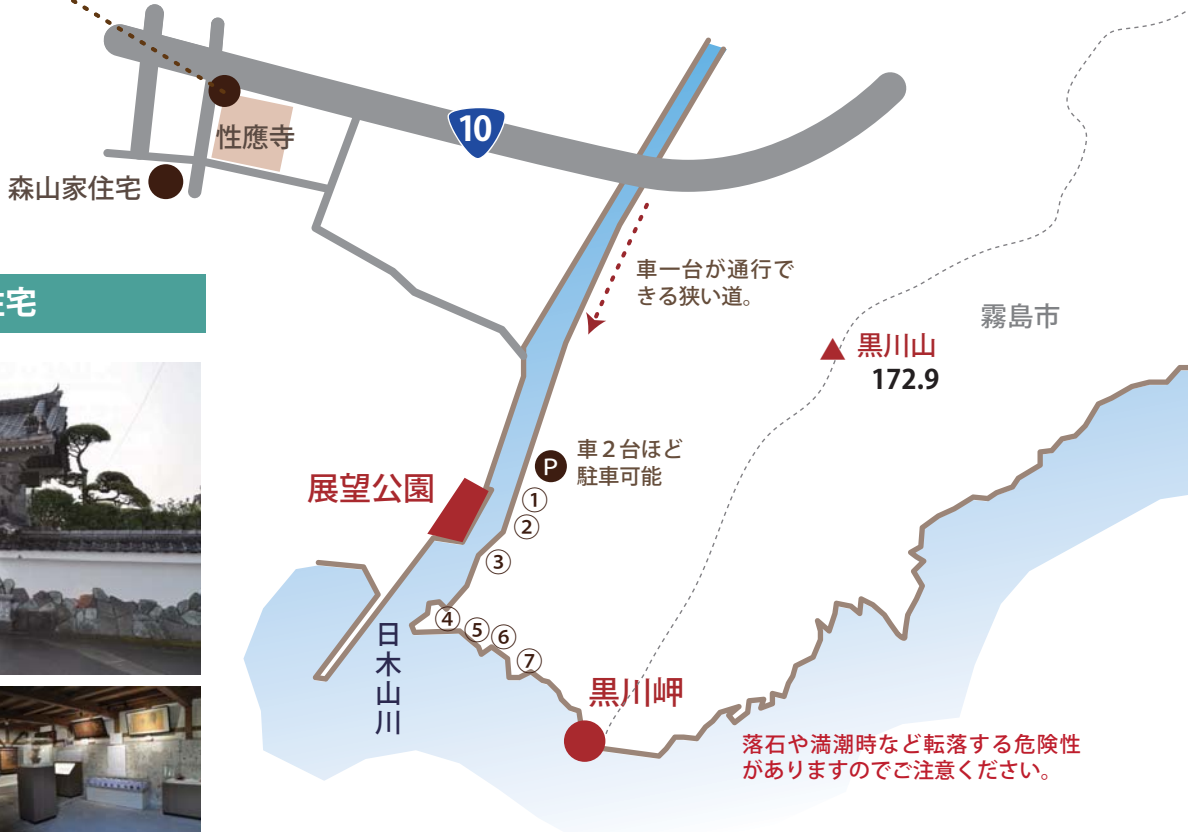 10
性應寺
森山家住宅
車一台が通行で
きる狭い道。
住宅
霧島市
黒川山
172.9
P
車２台ほど
駐車可能
展望公園
①
②
③
④
⑤
⑥
⑦
日木山川
黒川岬
落石や満潮時など転落する危険性
がありますのでご注意ください。